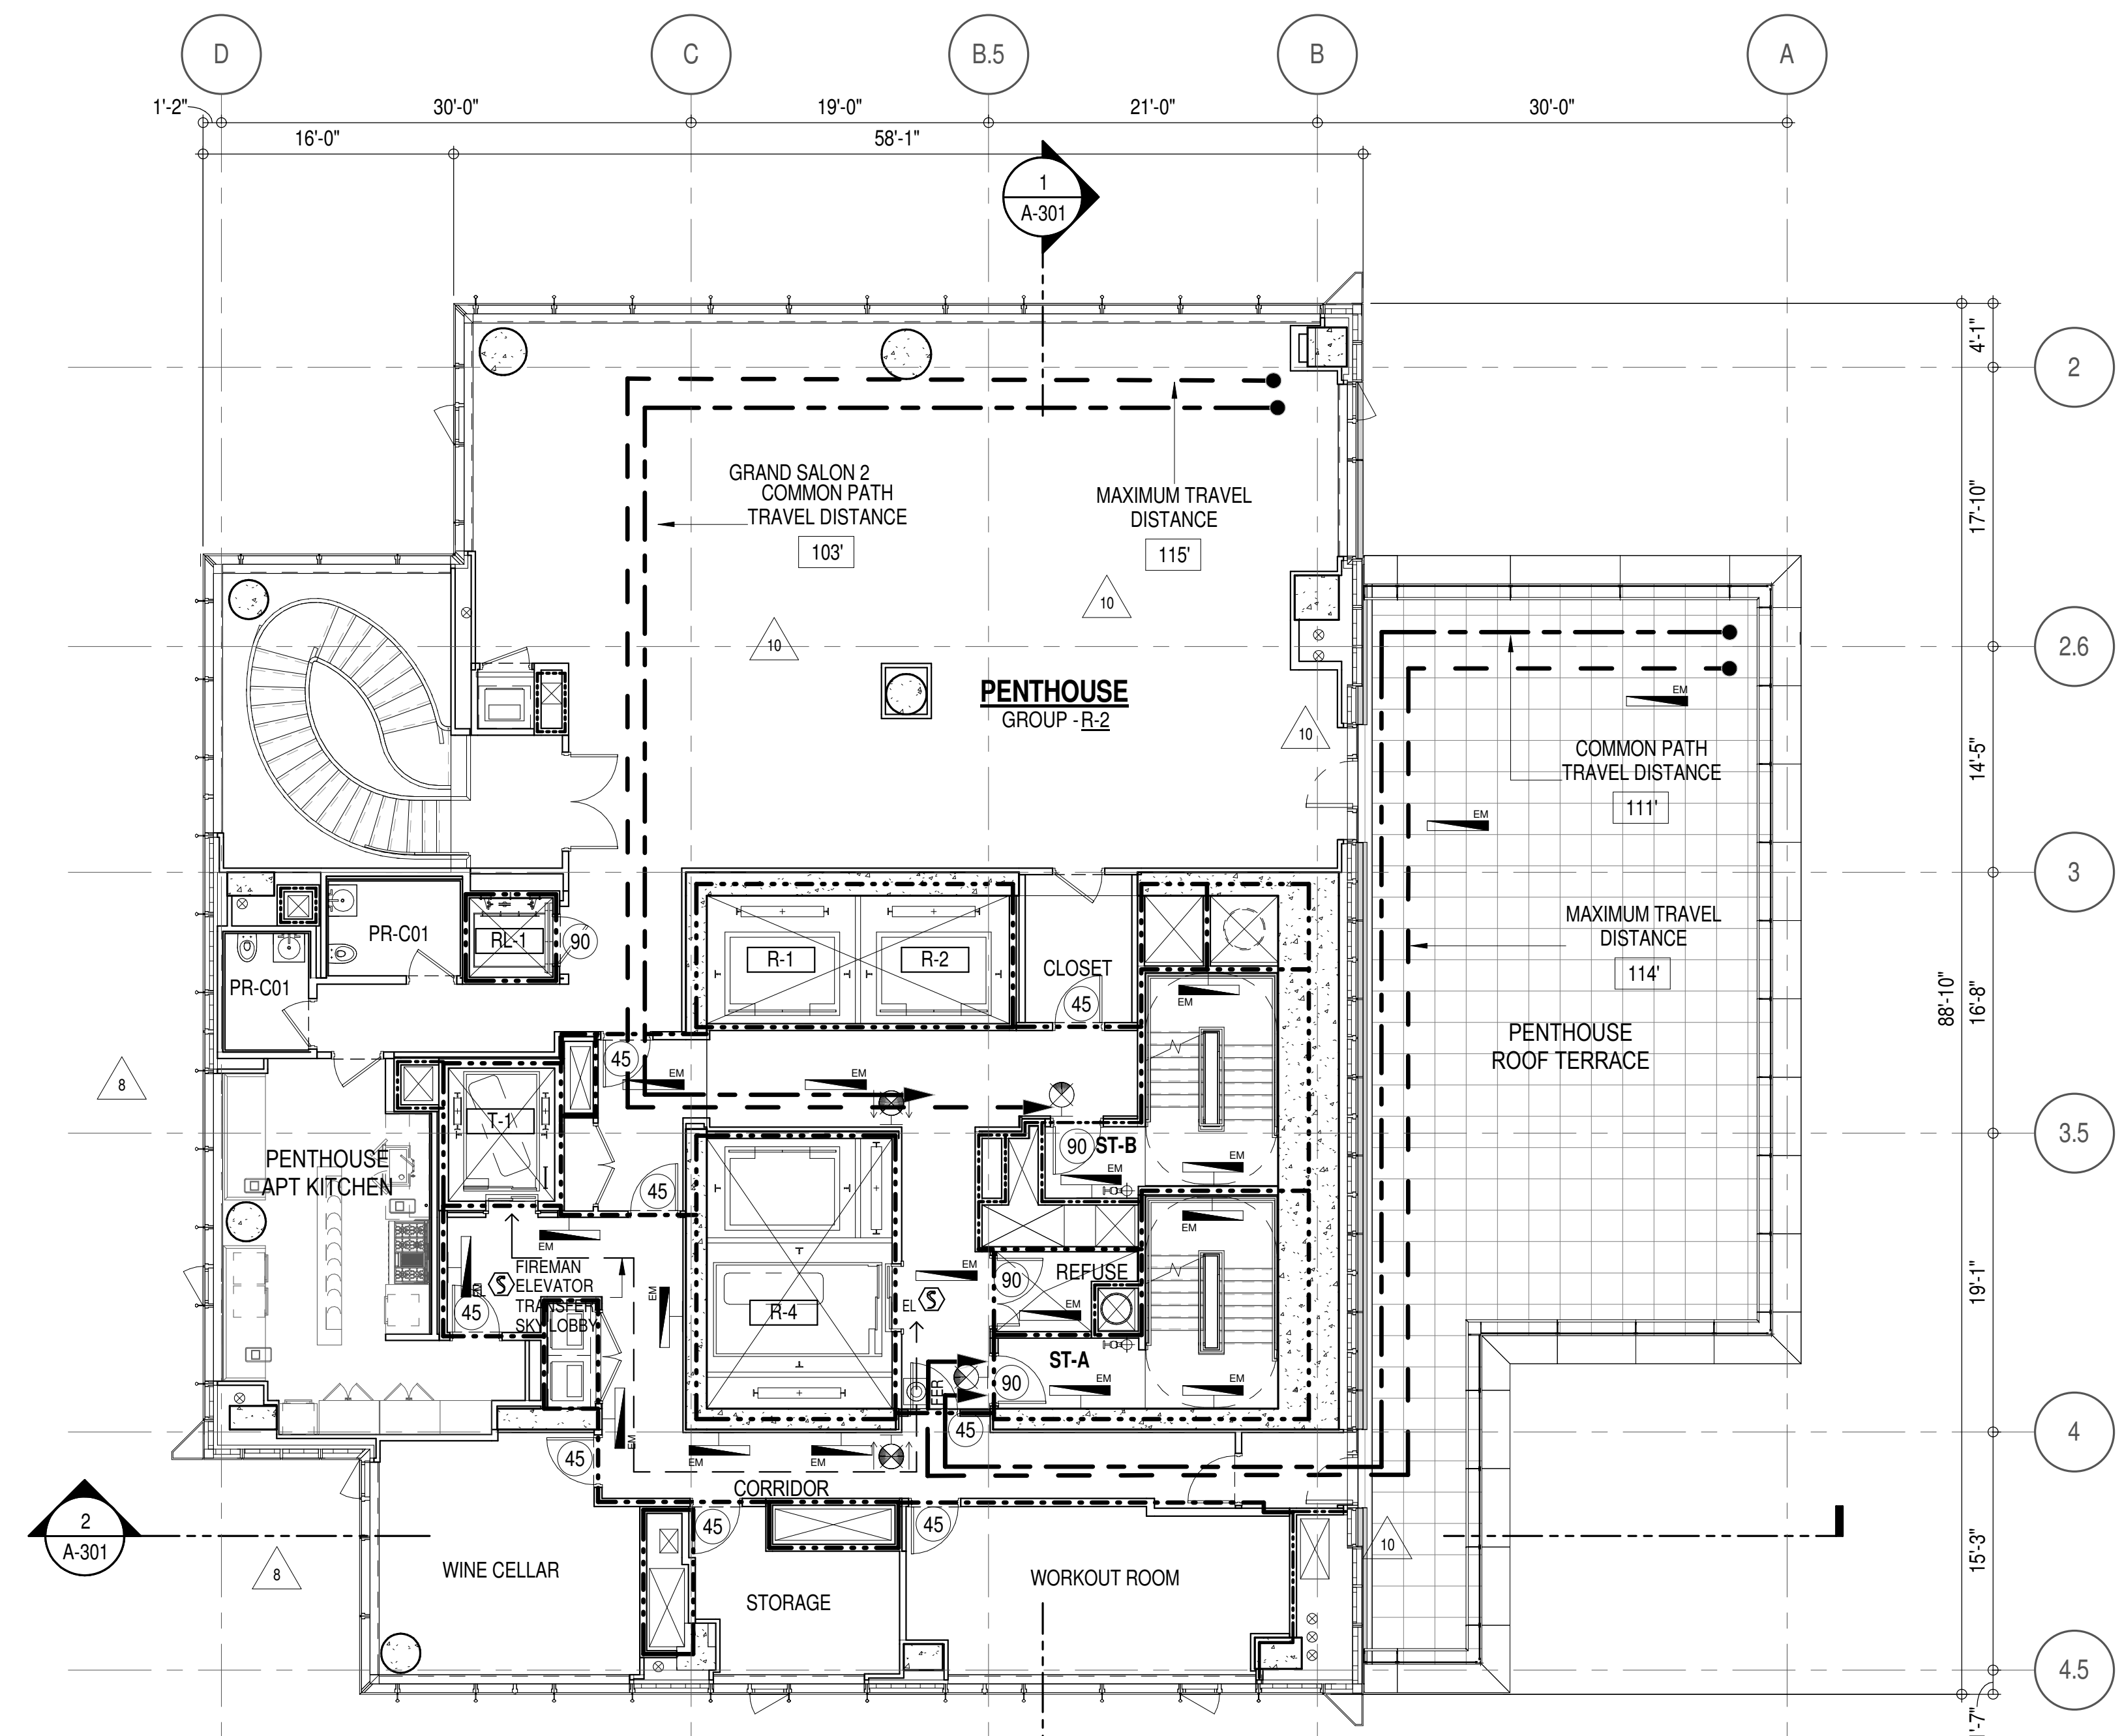 D
C
B.5
B
A
1'-2"
30'-0"
19'-0"
21'-0"
30'-0"
16'-0"
58'-1"
1
A-301
4'-1"
2
17'-10"
GRAND SALON 2
COMMON PATH
TRAVEL DISTANCE
103'
MAXIMUM TRAVEL
DISTANCE
115'
10
10
2.6
PENTHOUSE
GROUP - R-2
10
EM
COMMON PATH
TRAVEL DISTANCE
111'
14'-5"
EM
3
MAXIMUM TRAVEL
DISTANCE
114'
PR-C01
RL-1
90
R-1
R-2
CLOSET
45
PR-C01
EM
88'-10"
16'-8"
PENTHOUSE
ROOF TERRACE
8
45
EM
EM
T-1
3.5
90
ST-B
PENTHOUSE
APT KITCHEN
45
EM
EM
EM
EM
FIREMAN
ELEVATOR
TRANSFER
SKY LOBBY
S
45
EM
EM
90
REFUSE
19'-1"
EL
S
R-4
EM
ST-A
90
EM
EM
FER
45
4
45
EM
EM
EM
CORRIDOR
45
45
2
A-301
8
10
WINE CELLAR
STORAGE
WORKOUT ROOM
15'-3"
4.5
'-7"